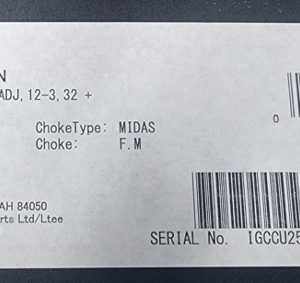 N
ADJ,12-3,32 +
0
ChokeType: MIDAS
Choke: F.M
AH 84050
rts Ltd/Ltee
SERIAL No. IGCCU25